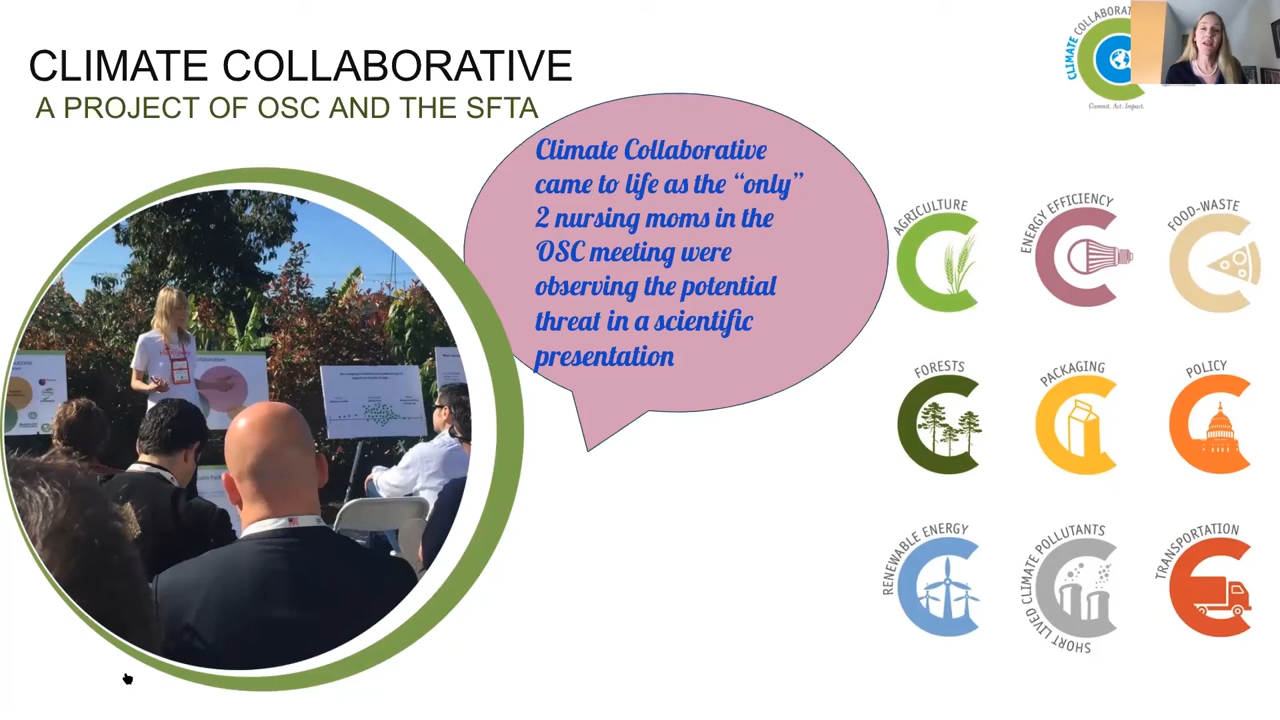 CLIMATE COLLABORATIVE
A PROJECT OF OSC AND THE SFTA
Climate Collaborative
came to life as the “only”
2 nursing moms in the
OSC meeting were
observing the potential
threat in a scientific
presentation
CLIMATE
Commit. Act. Impact.
AGRICULTURE
ENERGY EFFICIENCY
FOOD-WASTE
FORESTS
PACKAGING
POLICY
RENEWABLE ENERGY
SHORT LIVED CLIMATE POLLUTANTS
TRANSPORTATION